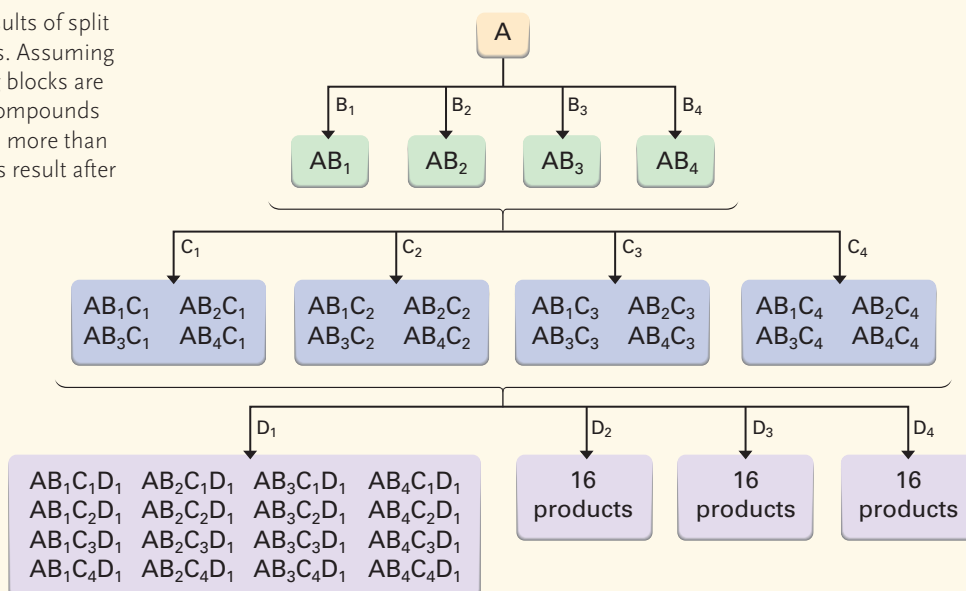 ults of split
s. Assuming
blocks are
ompounds
more than
s result after
A
B₁ B₂ B₃ B₄
AB₁ AB₂ AB₃ AB₄
C₁ C₂ C₃ C₄
AB₁C₁ AB₂C₁ AB₁C₂ AB₂C₂ AB₁C₃ AB₂C₃ AB₁C₄ AB₂C₄
AB₃C₁ AB₄C₁ AB₃C₂ AB₄C₂ AB₃C₃ AB₄C₃ AB₃C₄ AB₄C₄
D₁ D₂ D₃ D₄
AB₁C₁D₁ AB₂C₁D₁ AB₃C₁D₁ AB₄C₁D₁
AB₁C₂D₁ AB₂C₂D₁ AB₃C₂D₁ AB₄C₂D₁
AB₁C₃D₁ AB₂C₃D₁ AB₃C₃D₁ AB₄C₃D₁
AB₁C₄D₁ AB₂C₄D₁ AB₃C₄D₁ AB₄C₄D₁
16
products
16
products
16
products